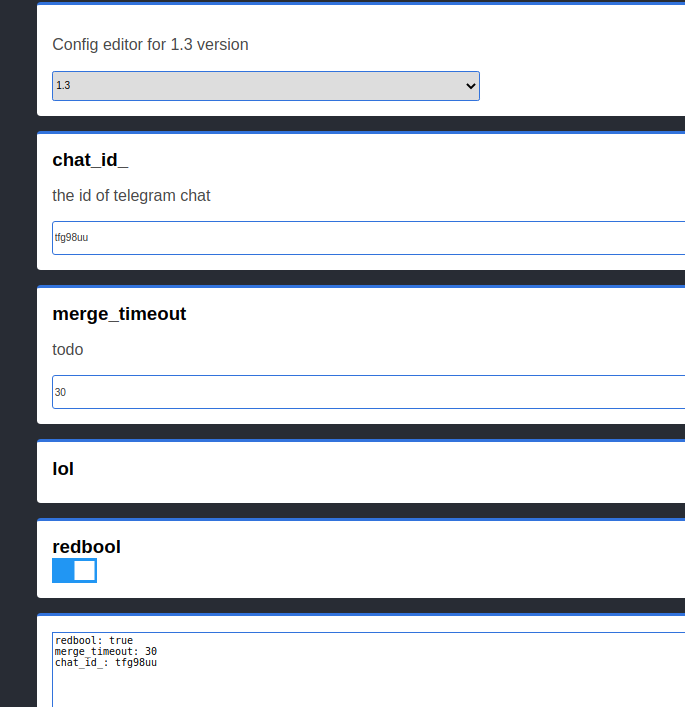 Config editor for 1.3 version
1.3
chat_id_
the id of telegram chat
tfg98uu
merge_timeout
todo
30
lol
redbool
redbool: true
merge_timeout: 30
chat_id_: tfg98uu